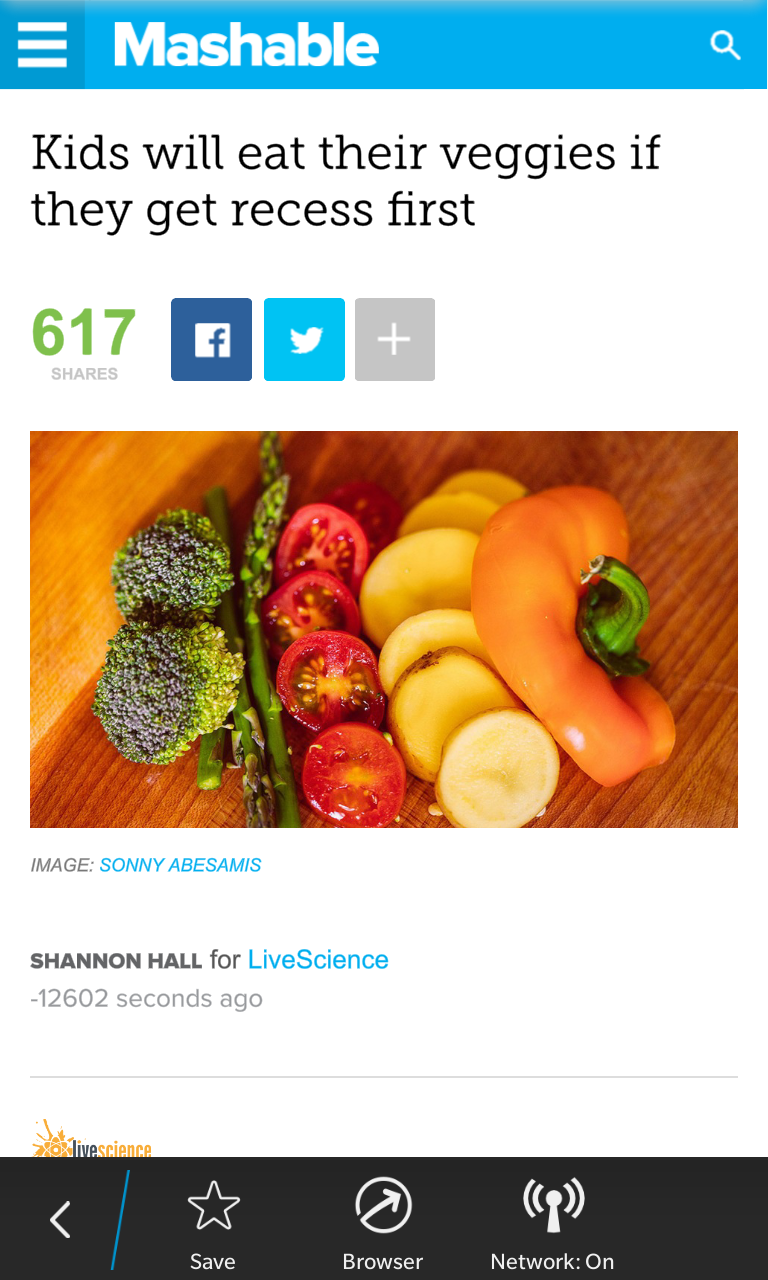 Mashable
Kids will eat their veggies if
they get recess first
617
SHARES
IMAGE: SONNY ABESAMIS
SHANNON HALL for LiveScience
-12602 seconds ago
livescience
Save
Browser
Network: On